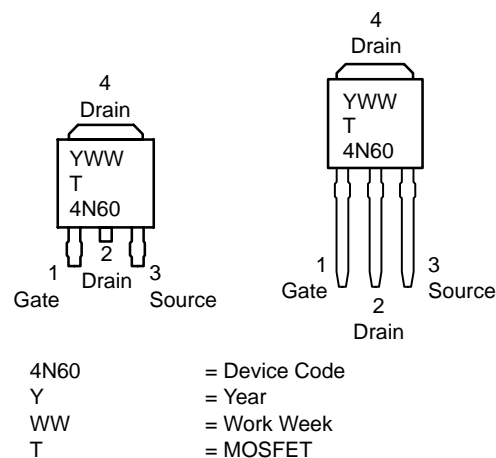 4
Drain
YWW
T
4N60
1
Gate
2
Drain
3
Source
4
Drain
YWW
T
4N60
1
Gate
2
Drain
3
Source
4N60 = Device Code
Y = Year
WW = Work Week
T = MOSFET